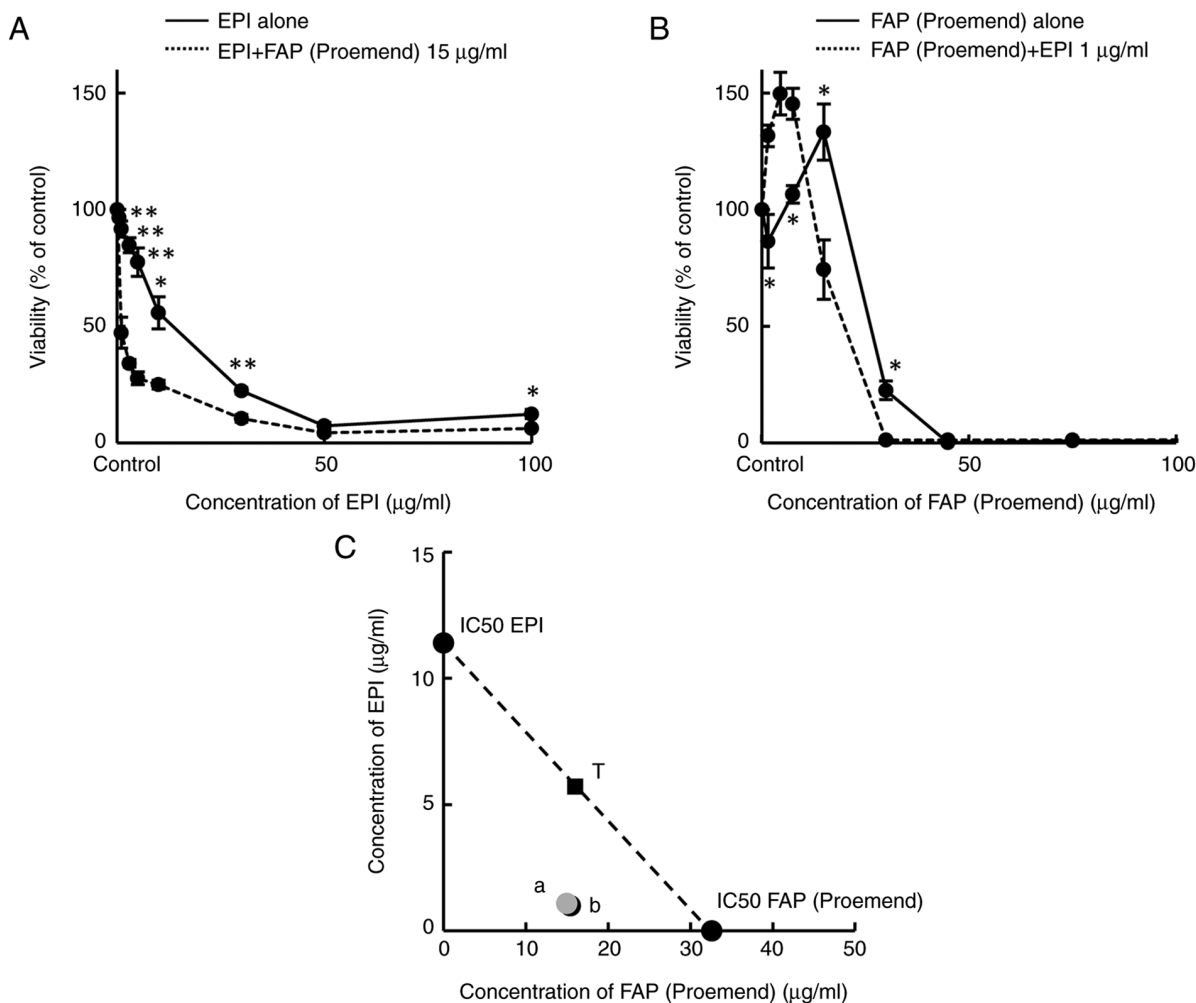 A
EPI alone
EPI+FAP (Proemend) 15 μg/ml
150
100
50
0
Viability (% of control)
**
**
**
*
**
*
Control
50
100
Concentration of EPI (μg/ml)
B
FAP (Proemend) alone
FAP (Proemend)+EPI 1 μg/ml
150
100
50
0
Viability (% of control)
*
*
*
*
Control
50
100
Concentration of FAP (Proemend) (μg/ml)
C
15
10
5
0
Concentration of EPI (μg/ml)
IC50 EPI
T
a
b
IC50 FAP (Proemend)
0
10
20
30
40
50
Concentration of FAP (Proemend) (μg/ml)